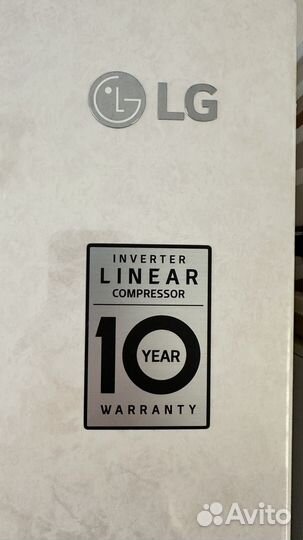 LG
INVERTER
LINEAR
COMPRESSOR
10 YEAR
WARRANTY
Avito